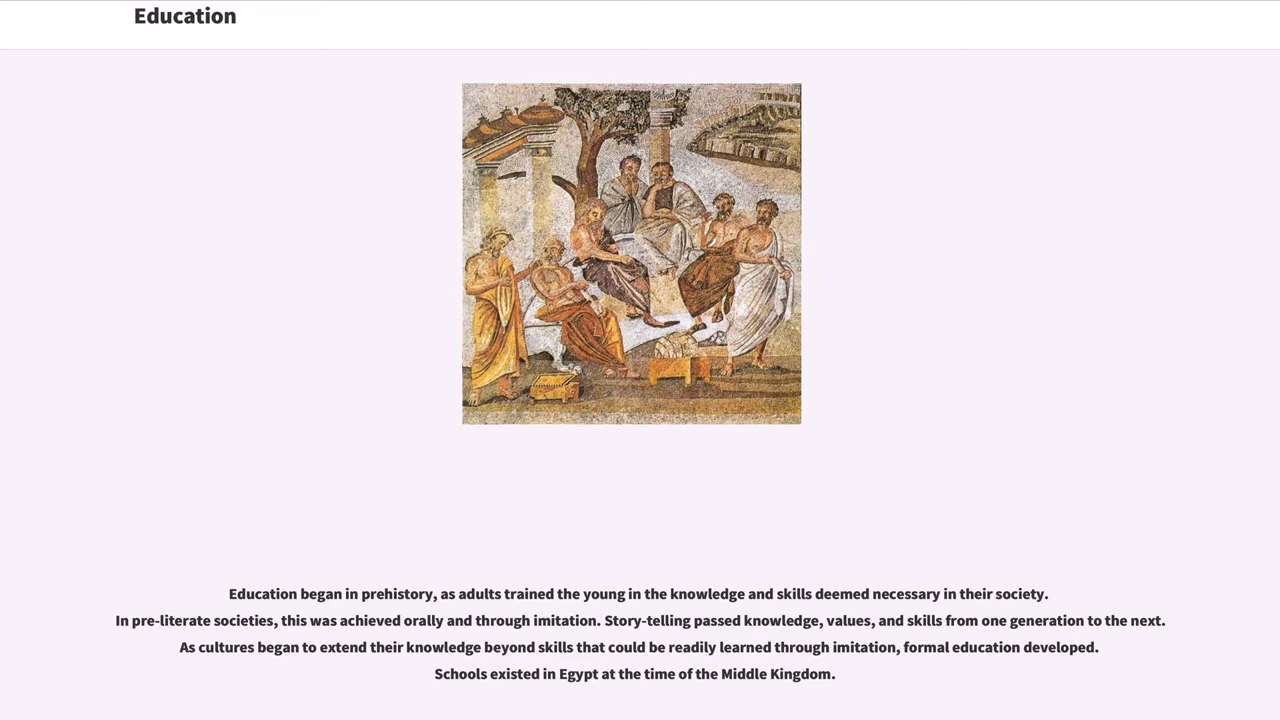 Education
Education began in prehistory, as adults trained the young in the knowledge and skills deemed necessary in their society.
In pre-literate societies, this was achieved orally and through imitation. Story-telling passed knowledge, values, and skills from one generation to the next.
As cultures began to extend their knowledge beyond skills that could be readily learned through imitation, formal education developed.
Schools existed in Egypt at the time of the Middle Kingdom.